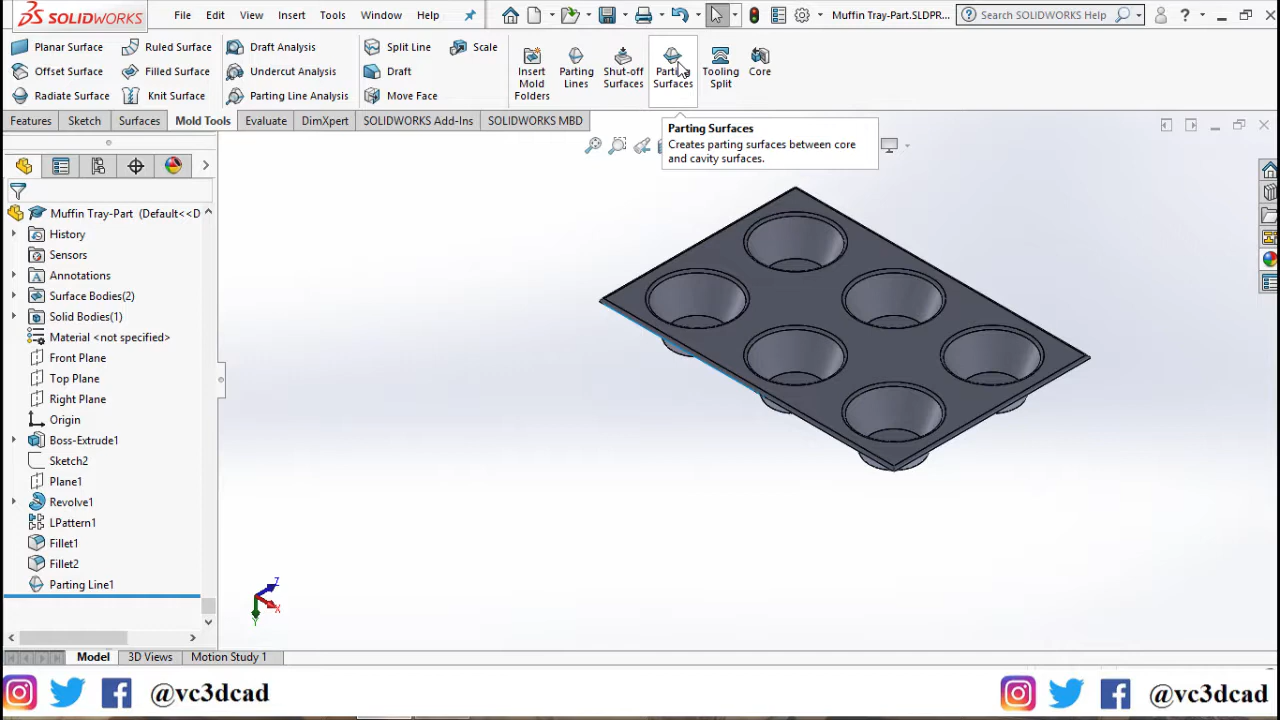 SOLIDWORKS
File Edit View Insert Tools Window Help
Muffin Tray-Part.SLDPR...
Search SOLIDWORKS Help
?
Planar Surface
Offset Surface
Radiate Surface
Ruled Surface
Filled Surface
Knit Surface
Draft Analysis
Undercut Analysis
Parting Line Analysis
Split Line
Draft
Move Face
Scale
Insert
Mold
Folders
Parting
Lines
Shut-off
Surfaces
Parting
Surfaces
Tooling
Split
Core
Features Sketch Surfaces Mold Tools Evaluate DimXpert SOLIDWORKS Add-Ins SOLIDWORKS MBD
Parting Surfaces
Creates parting surfaces between core
and cavity surfaces.
Muffin Tray-Part (Default<<D
History
Sensors
Annotations
Surface Bodies(2)
Solid Bodies(1)
Material <not specified>
Front Plane
Top Plane
Right Plane
Origin
Boss-Extrude1
Sketch2
Plane1
Revolve1
LPattern1
Fillet1
Fillet2
Parting Line1
Z
X
Y
Model 3D Views Motion Study 1
@vc3dcad
@vc3dcad